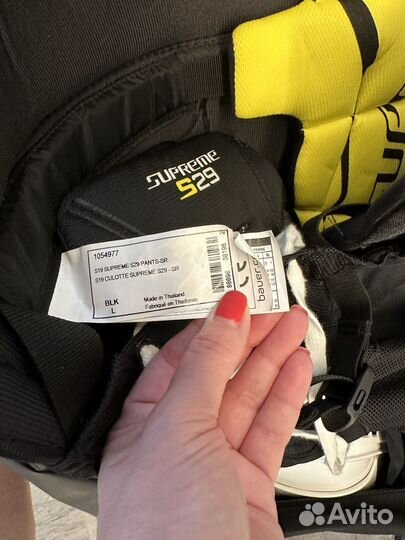 SUPREME
S29
1054977
S19 SUPREME S29 PANTS-SR
S19 CULOTTE SUPREME S29 - SR
BLK
L
Made in Thailand
Fabriqué en Thaïlande
bauer.c
Avito